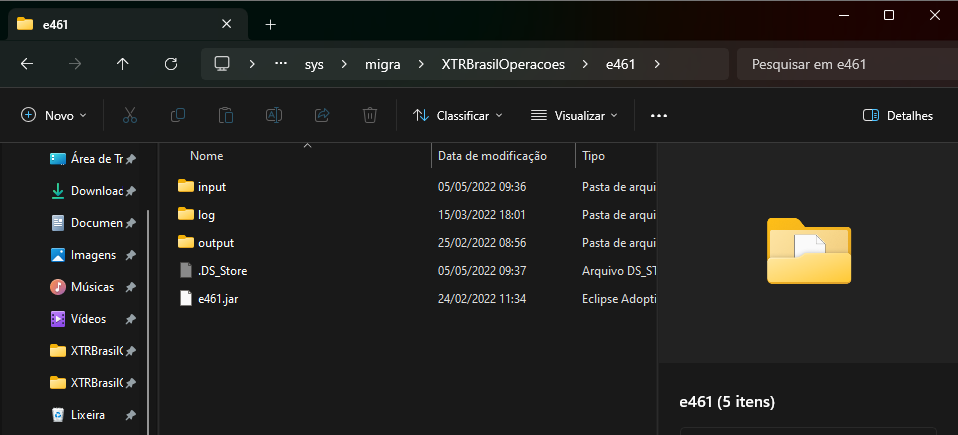 e461
sys
migra
XTRBrasilOperacoes
e461
Pesquisar em e461
Novo
Classificar
Visualizar
Detalhes
Nome
Data de modificação
Tipo
Área de Tr
Downloac
Documen
Imagens
Músicas
Vídeos
XTRBrasilC
XTRBrasilC
Lixeira
input 05/05/2022 09:36 Pasta de arqui
log 15/03/2022 18:01 Pasta de arqui
output 25/02/2022 08:56 Pasta de arqui
.DS_Store 05/05/2022 09:37 Arquivo DS_ST
e461.jar 24/02/2022 11:34 Eclipse Adopti
e461 (5 itens)